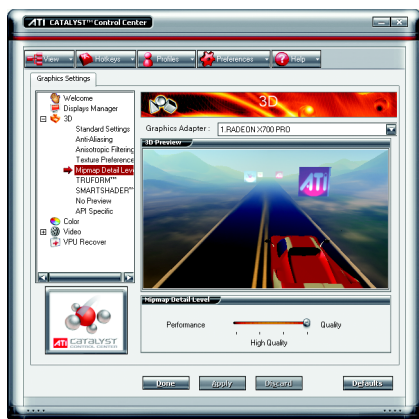 ATI CATALYST™ Control Center
View Hotkeys Profiles Preferences Help
Graphics Settings
Welcome
Displays Manager
3D
Standard Settings
Anti-Aliasing
Anisotropic Filtering
Texture Preference
Mipmap Detail Leve
TRUFORM™
SMARTSHADER™
No Preview
API Specific
Color
Video
VPU Recover
3D
Graphics Adapter :
1.RADEON X700 PRO
3D Preview
ATI
Mipmap Detail Level
Performance
Quality
High Quality
ATI CATALYST
CONTROL CENTER
Done
Apply
Discard
Defaults